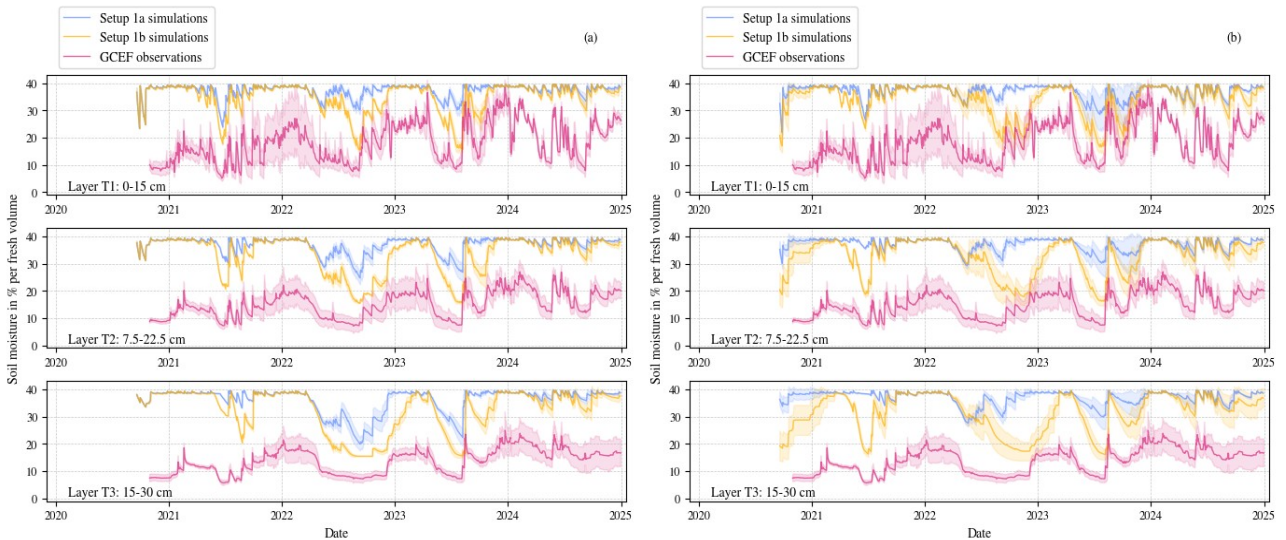 Setup 1a simulations
Setup 1b simulations
GCEF observations
(a)
40
30
20
10
0
Layer T1: 0-15 cm
2020 2021 2022 2023 2024 2025
40
30
20
10
0
Layer T2: 7.5-22.5 cm
2020 2021 2022 2023 2024 2025
40
30
20
10
0
Layer T3: 15-30 cm
2020 2021 2022 2023 2024 2025
Soil moisture in % per fresh volume
Date
Setup 1a simulations
Setup 1b simulations
GCEF observations
(b)
40
30
20
10
0
Layer T1: 0-15 cm
2020 2021 2022 2023 2024 2025
40
30
20
10
0
Layer T2: 7.5-22.5 cm
2020 2021 2022 2023 2024 2025
40
30
20
10
0
Layer T3: 15-30 cm
2020 2021 2022 2023 2024 2025
Soil moisture in % per fresh volume
Date